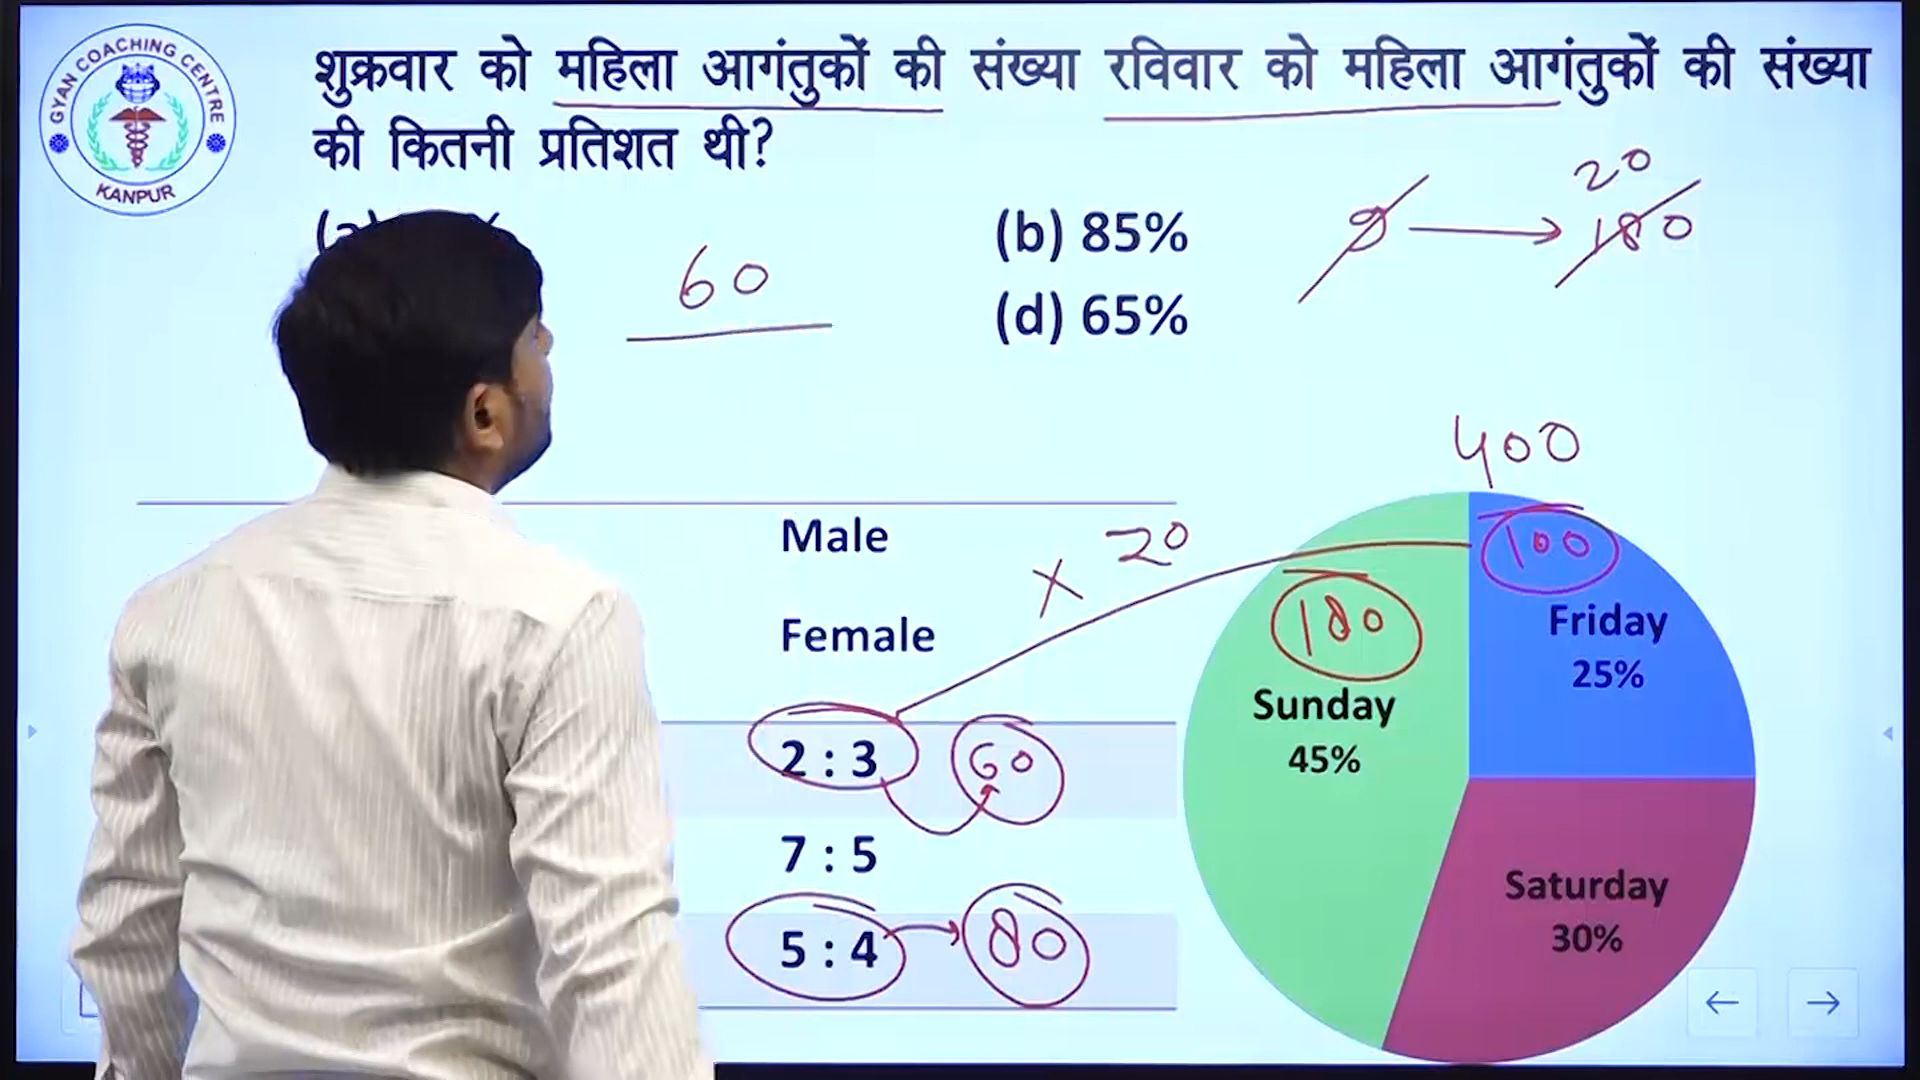 GYAN COACHING CENTRE
KANPUR
शुक्रवार को महिला आगंतुकों की संख्या रविवार को महिला आगंतुकों की संख्या
की कितनी प्रतिशत थी?
(b) 85%
(d) 65%
60
9 → 180
20
400
Male
Female
× 20
2 : 3
60
7 : 5
5 : 4
80
100
Friday
25%
180
Sunday
45%
Saturday
30%